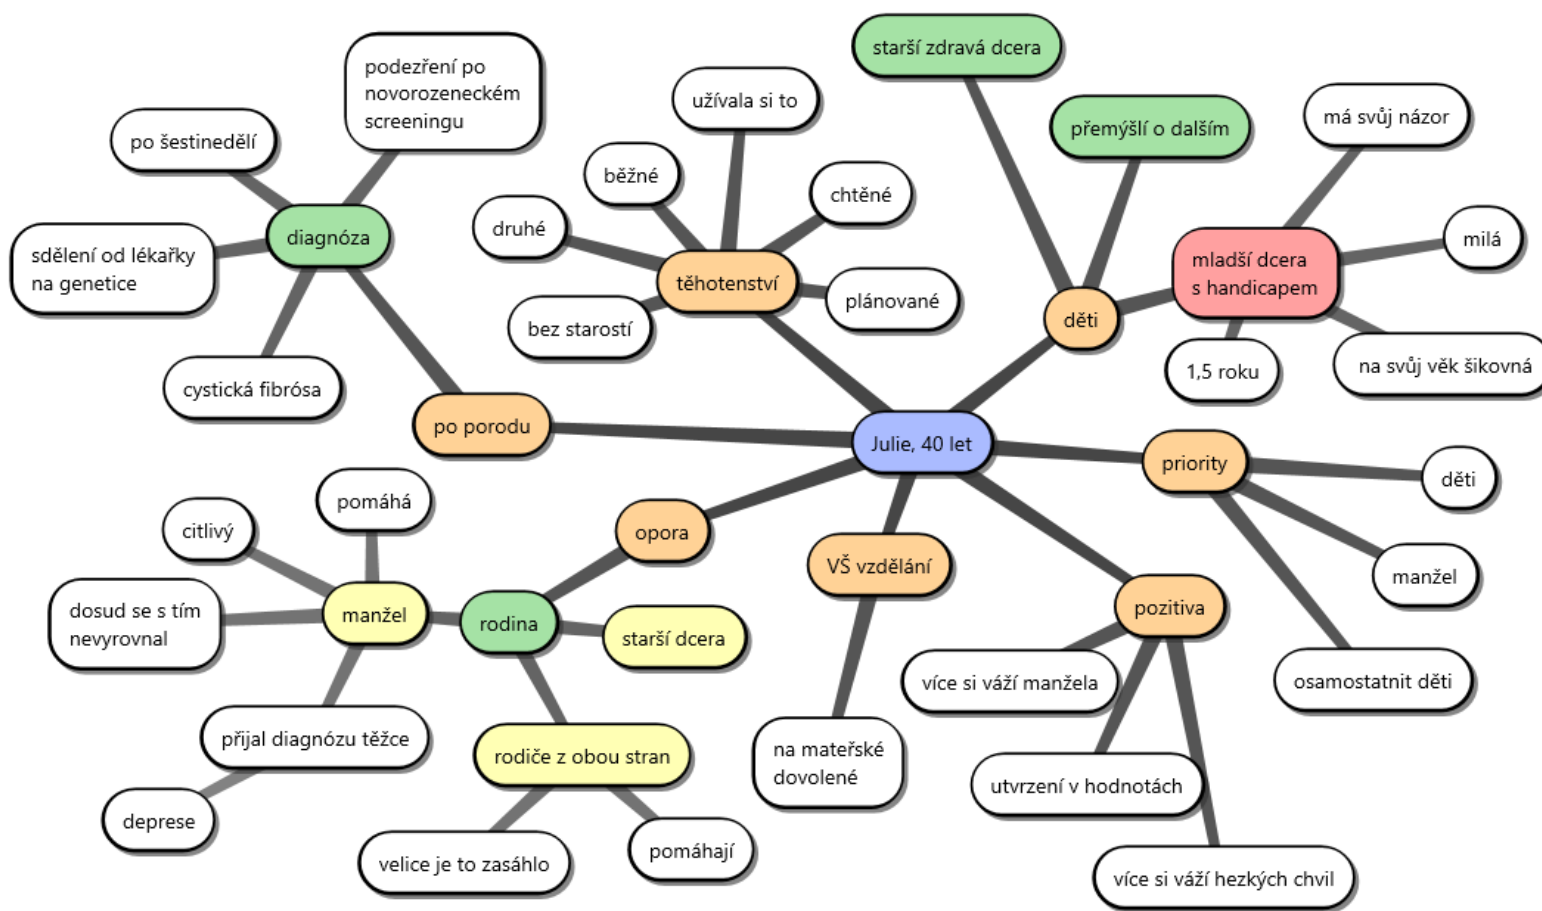 starší zdravá dcera
podezření po
novorozeneckém
screeningu
užívala si to
má svůj názor
přemýšlí o dalším
po šestinedělí
běžné
chtěné
druhé
diagnóza
milá
sdělení od lékařky
na genetice
mladší dcera
s handicapem
těhotenství
plánované
bez starostí
děti
1,5 roku
na svůj věk šikovná
cystická fibrósa
po porodu
Julie, 40 let
priority
děti
pomáhá
citlivý
opora
VŠ vzdělání
manžel
dosud se s tím
nevyrovnal
manžel
rodina
starší dcera
pozitiva
více si váží manžela
osamostatnit děti
přijal diagnózu těžce
rodiče z obou stran
na mateřské
dovolené
utvrzení v hodnotách
deprese
velice je to zasáhlo
pomáhají
více si váží hezkých chvil